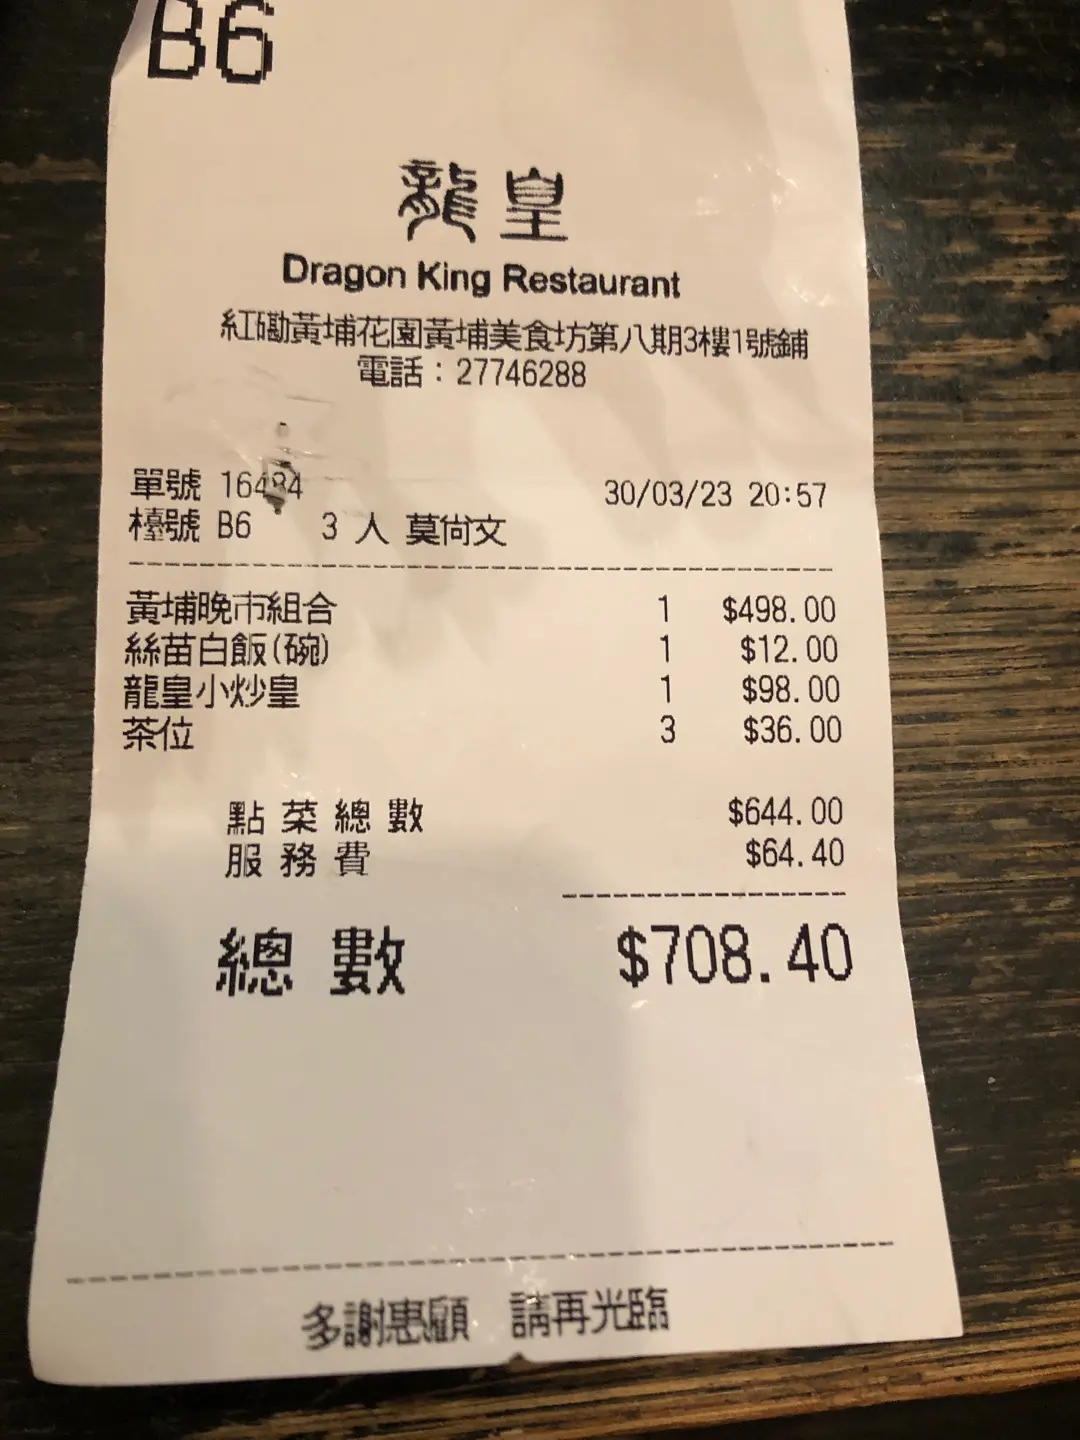 B6
龍皇
Dragon King Restaurant
紅磡黃埔花園黃埔美食坊第八期3樓1號鋪
電話：27746288
單號 16484 30/03/23 20:57
檯號 B6 3 人 莫尙文
黃埔晚市組合 1 $498.00
絲苗白飯(碗) 1 $12.00
龍皇小炒皇 1 $98.00
茶位 3 $36.00
點菜總數 $644.00
服務費 $64.40
總數 $708.40
多謝惠顧 請再光臨